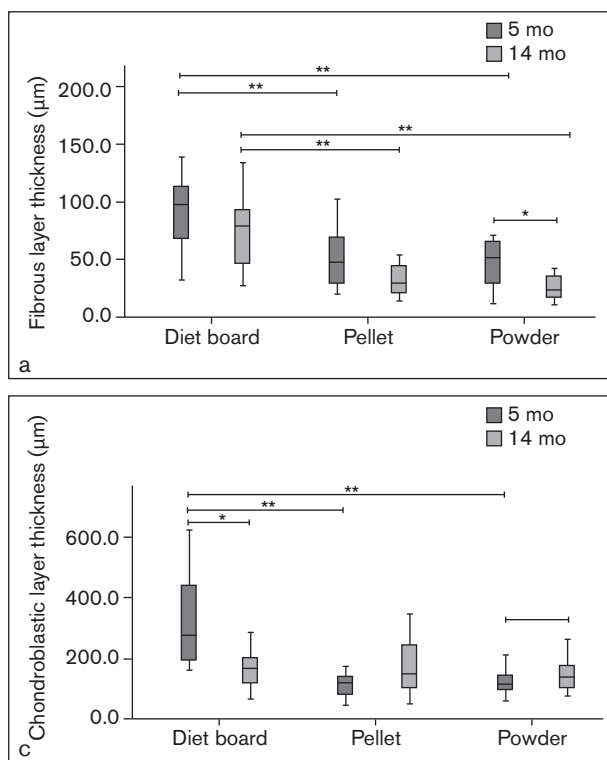 5 mo
14 mo
Fibrous layer thickness (µm)
200.0
150.0
100.0
50.0
0.0
**
**
**
**
*
Diet board Pellet Powder
a
5 mo
14 mo
Chondroblastic layer thickness (µm)
600.0
400.0
200.0
0.0
**
**
*
Diet board Pellet Powder
c